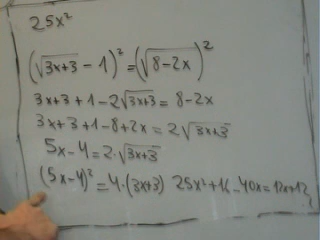 25x²
(√3x+3 − 1)² = (√8−2x)²
3x+3+1−2√3x+3 = 8−2x
3x+3+1−8+2x = 2√3x+3
5x−4 = 2·√3x+3
(5x−4)² = 4·(3x+3) 25x²+16−40x = 12x+12